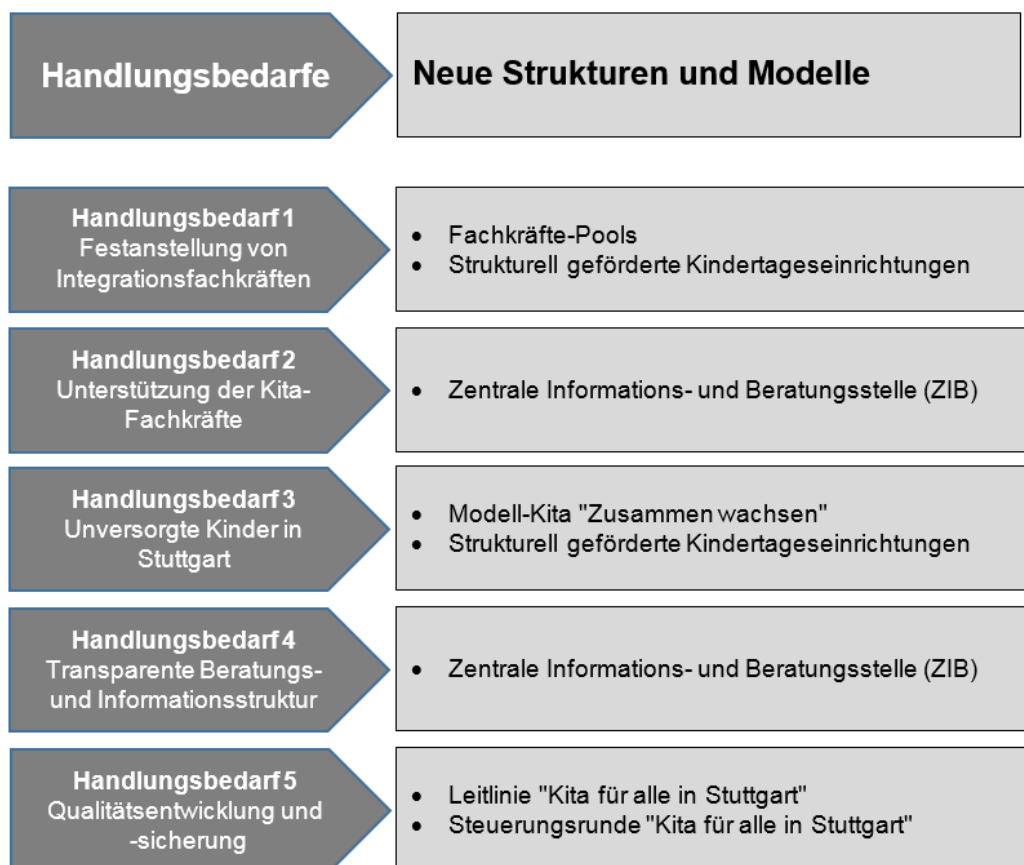 Handlungsbedarfe
Neue Strukturen und Modelle
Handlungsbedarf 1
Festanstellung von
Integrationsfachkräften
• Fachkräfte-Pools
• Strukturell geförderte Kindertageseinrichtungen
Handlungsbedarf 2
Unterstützung der Kita-
Fachkräfte
• Zentrale Informations- und Beratungsstelle (ZIB)
Handlungsbedarf 3
Unversorgte Kinder in
Stuttgart
• Modell-Kita "Zusammen wachsen"
• Strukturell geförderte Kindertageseinrichtungen
Handlungsbedarf 4
Transparente Beratungs-
und Informationsstruktur
• Zentrale Informations- und Beratungsstelle (ZIB)
Handlungsbedarf 5
Qualitätsentwicklung und
-sicherung
• Leitlinie "Kita für alle in Stuttgart"
• Steuerungsrunde "Kita für alle in Stuttgart"